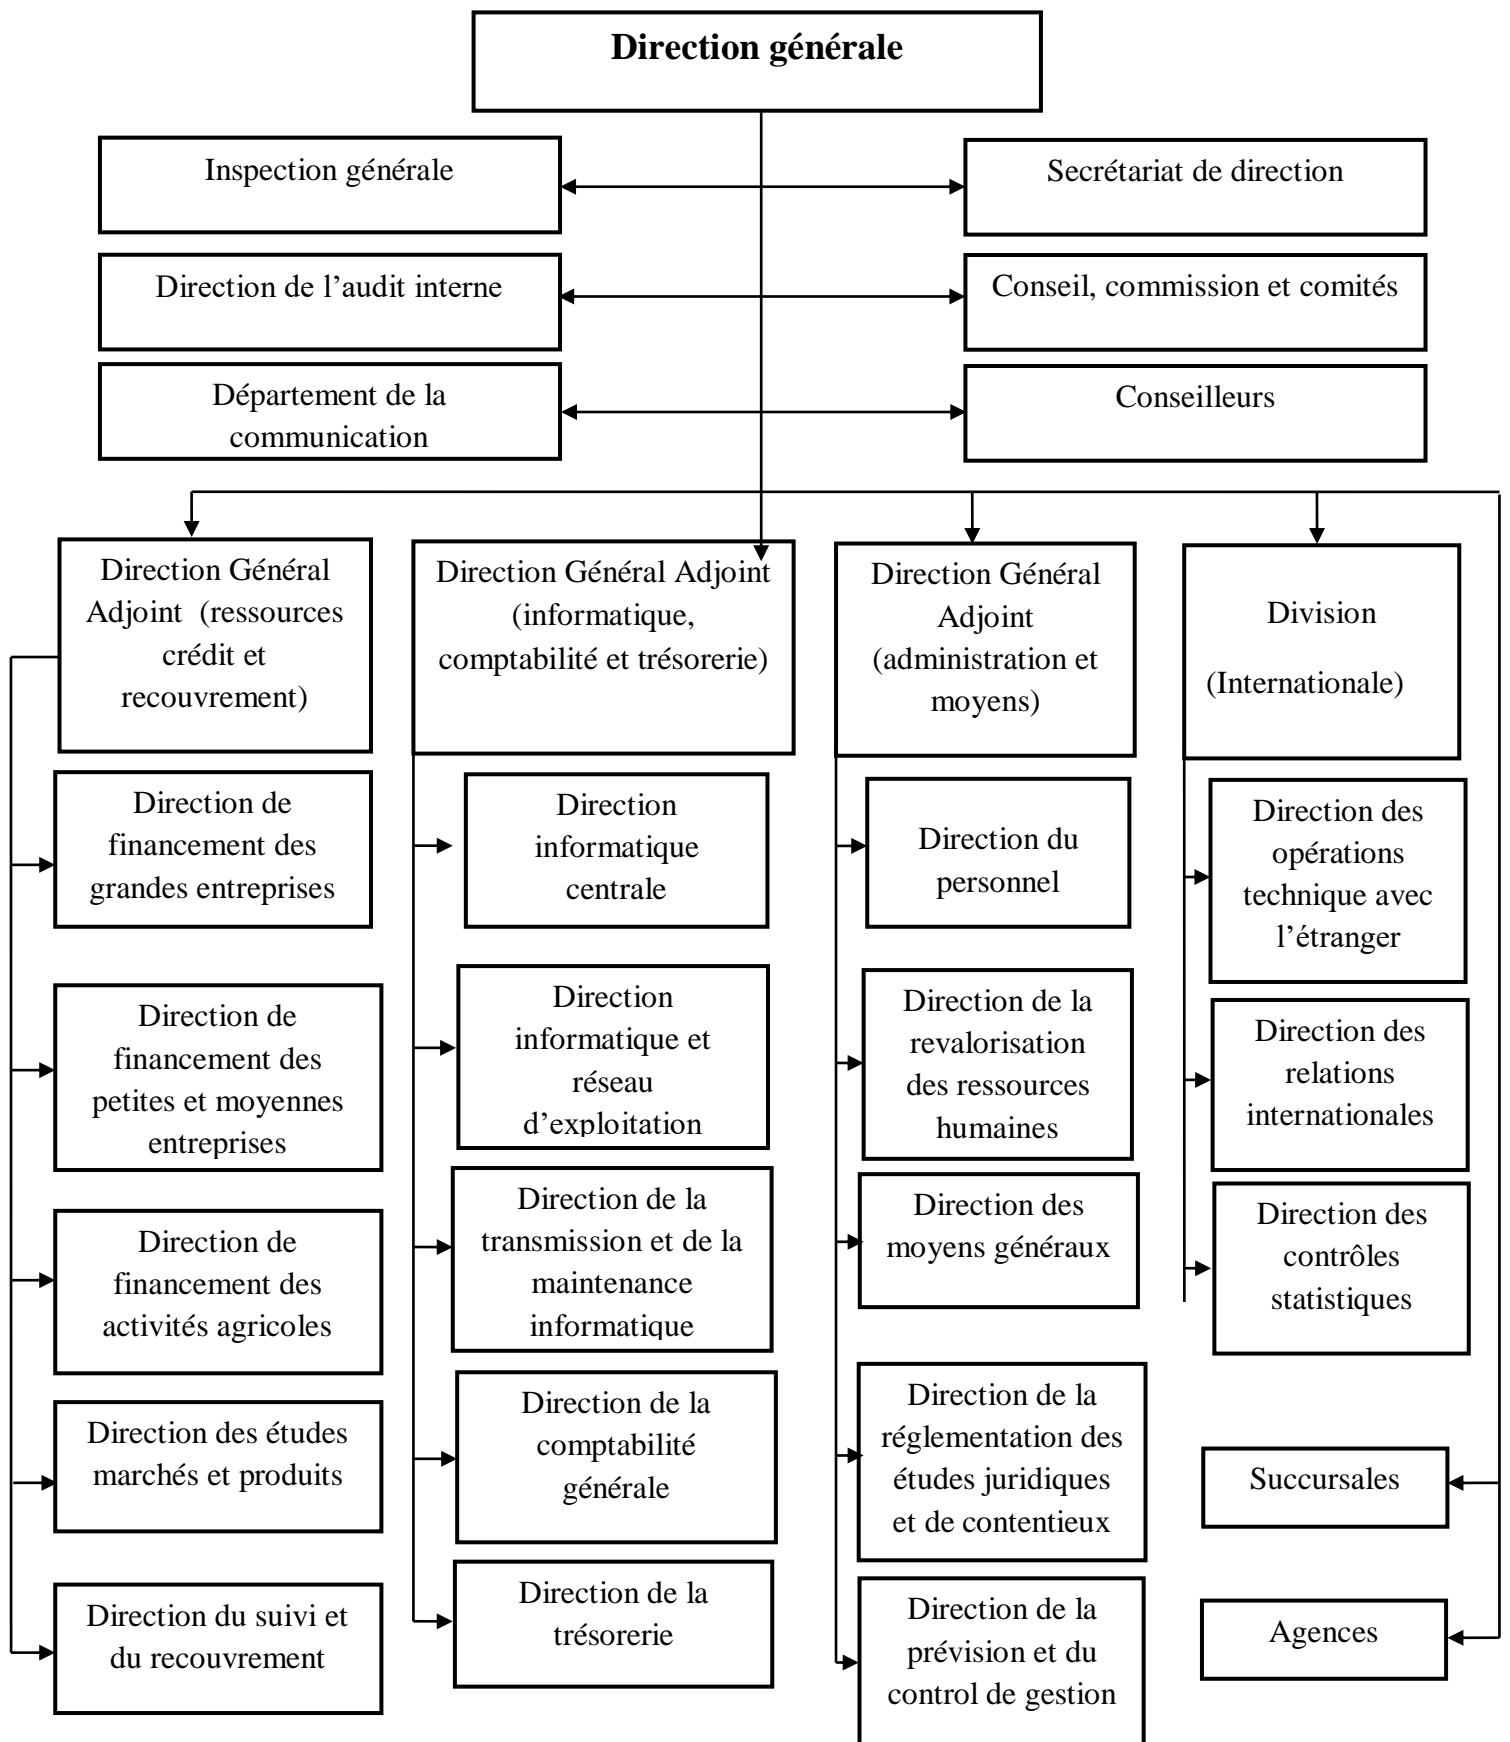 Direction générale
Inspection générale
Secrétariat de direction
Direction de l’audit interne
Conseil, commission et comités
Département de la
communication
Conseilleurs
Direction Général
Adjoint (ressources
crédit et
recouvrement)
Direction Général Adjoint
(informatique,
comptabilité et trésorerie)
Direction Général
Adjoint
(administration et
moyens)
Division
(Internationale)
Direction de
financement des
grandes entreprises
Direction de
financement des
petites et moyennes
entreprises
Direction de
financement des
activités agricoles
Direction des études
marchés et produits
Direction du suivi et
du recouvrement
Direction
informatique
centrale
Direction
informatique et
réseau
d’exploitation
Direction de la
transmission et de la
maintenance
informatique
Direction de la
comptabilité
générale
Direction de la
trésorerie
Direction du
personnel
Direction de la
revalorisation
des ressources
humaines
Direction des
moyens généraux
Direction de la
réglementation des
études juridiques
et de contentieux
Direction de la
prévision et du
control de gestion
Direction des
opérations
technique avec
l’étranger
Direction des
relations
internationales
Direction des
contrôles
statistiques
Succursales
Agences